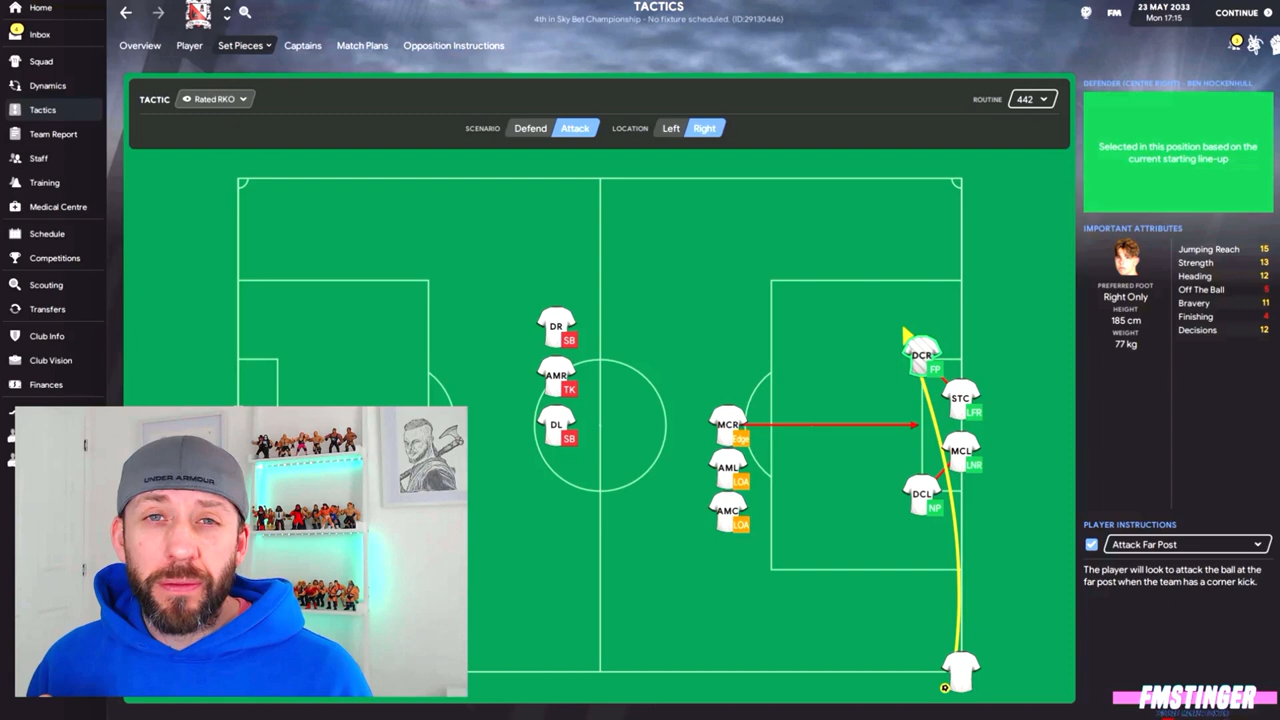 Home
TACTICS
4th in Sky Bet Championship - No fixture scheduled. (ID:29130446)
FM
23 MAY 2033
Mon 17:15
CONTINUE
4
Inbox
Overview
Player
Set Pieces
Captains
Match Plans
Opposition Instructions
1
Squad
Dynamics
Tactics
Team Report
Staff
Training
Medical Centre
Schedule
Competitions
Scouting
Transfers
Club Info
Club Vision
Finances
TACTIC
Rated RKO
ROUTINE
442
SCENARIO
Defend
Attack
LOCATION
Left
Right
DR
SB
AMR
TK
DL
SB
MCR
Edge
AML
LOA
AMC
LOA
DCR
FP
STC
LFR
MCL
LNR
DCL
NP
DEFENDER (CENTRE RIGHT) - BEN HOCKENHULL
Selected in this position based on the
current starting line-up
IMPORTANT ATTRIBUTES
PREFERRED FOOT
Right Only
HEIGHT
185 cm
WEIGHT
77 kg
Jumping Reach 15
Strength 13
Heading 12
Off The Ball 5
Bravery 11
Finishing 4
Decisions 12
PLAYER INSTRUCTIONS
Attack Far Post
The player will look to attack the ball at the
far post when the team has a corner kick.
UNDER ARMOUR
FMSTINGER